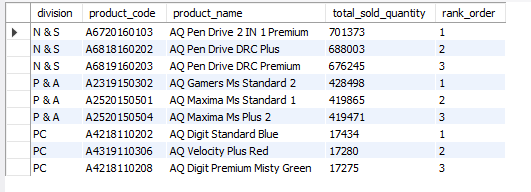 division product_code product_name total_sold_quantity rank_order
N & S A6720160103 AQ Pen Drive 2 IN 1 Premium 701373 1
N & S A6818160202 AQ Pen Drive DRC Plus 688003 2
N & S A6819160203 AQ Pen Drive DRC Premium 676245 3
P & A A2319150302 AQ Gamers Ms Standard 2 428498 1
P & A A2520150501 AQ Maxima Ms Standard 1 419865 2
P & A A2520150504 AQ Maxima Ms Plus 2 419471 3
PC A4218110202 AQ Digit Standard Blue 17434 1
PC A4319110306 AQ Velocity Plus Red 17280 2
PC A4218110208 AQ Digit Premium Misty Green 17275 3